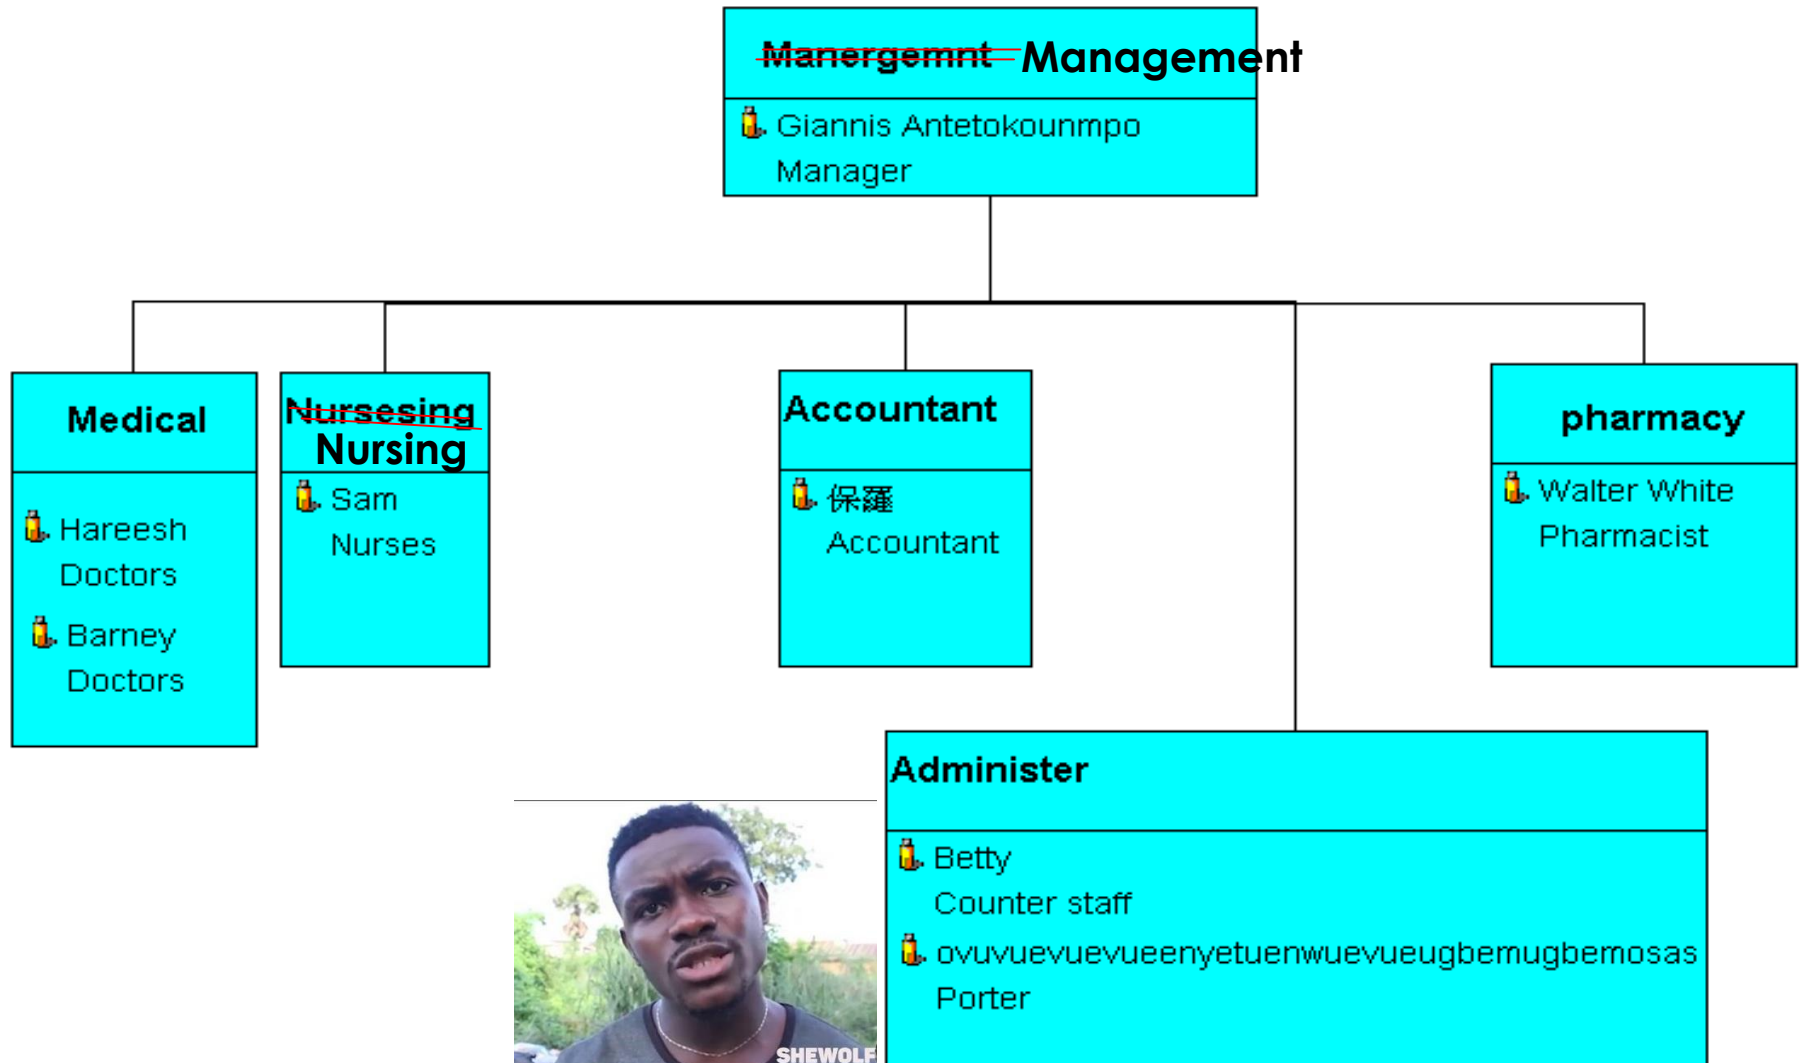 Manergemnt Management
Giannis Antetokounmpo
Manager
Medical
Hareesh
Doctors
Barney
Doctors
Nursesing
Nursing
Sam
Nurses
Accountant
保羅
Accountant
pharmacy
Walter White
Pharmacist
Administer
Betty
Counter staff
ovuvuevuevueenyetuenwuevueugbemugbemosas
Porter
SHEWOLF